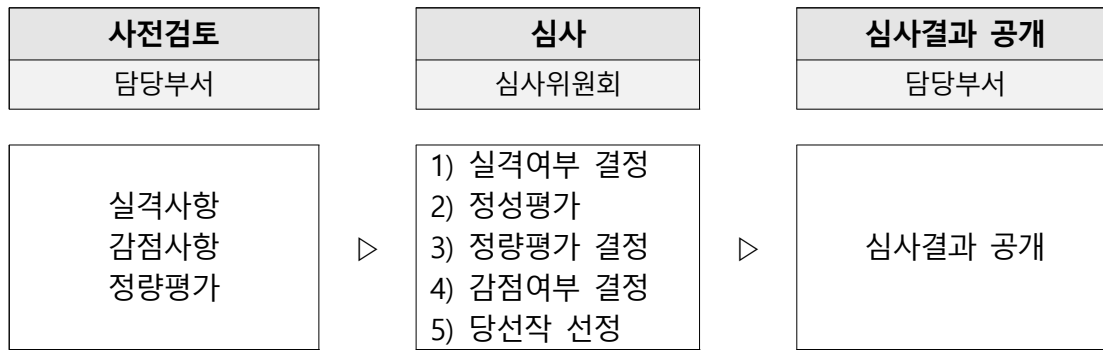 사전검토
담당부서
실격사항
감점사항
정량평가
▷
심사
심사위원회
1) 실격여부 결정
2) 정성평가
3) 정량평가 결정
4) 감점여부 결정
5) 당선작 선정
▷
심사결과 공개
담당부서
심사결과 공개